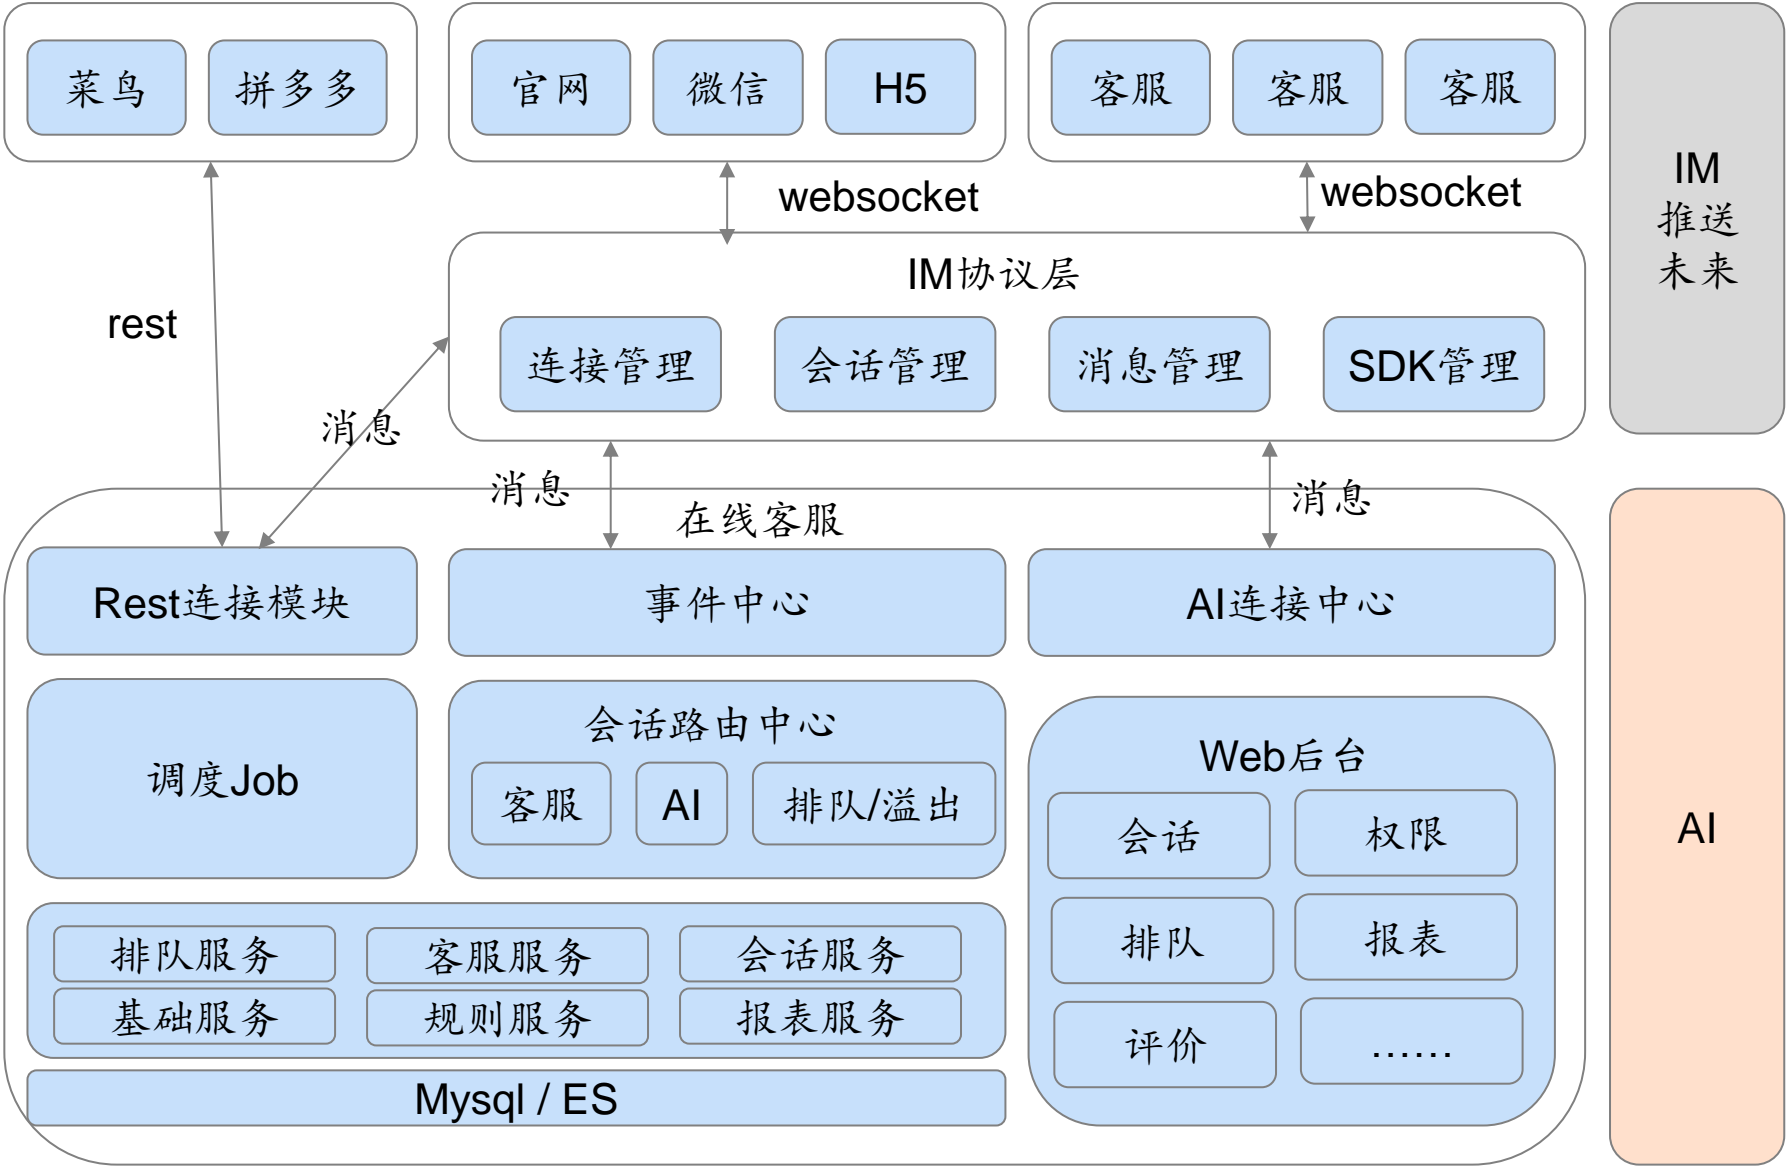 菜鸟
拼多多
官网
微信
H5
客服
客服
客服
IM
推送
未来
websocket
websocket
rest
IM协议层
连接管理
会话管理
消息管理
SDK管理
消息
消息
消息
在线客服
Rest连接模块
事件中心
AI连接中心
调度Job
会话路由中心
客服
AI
排队/溢出
Web后台
会话
权限
排队
报表
评价
……
AI
排队服务
客服服务
会话服务
基础服务
规则服务
报表服务
Mysql / ES